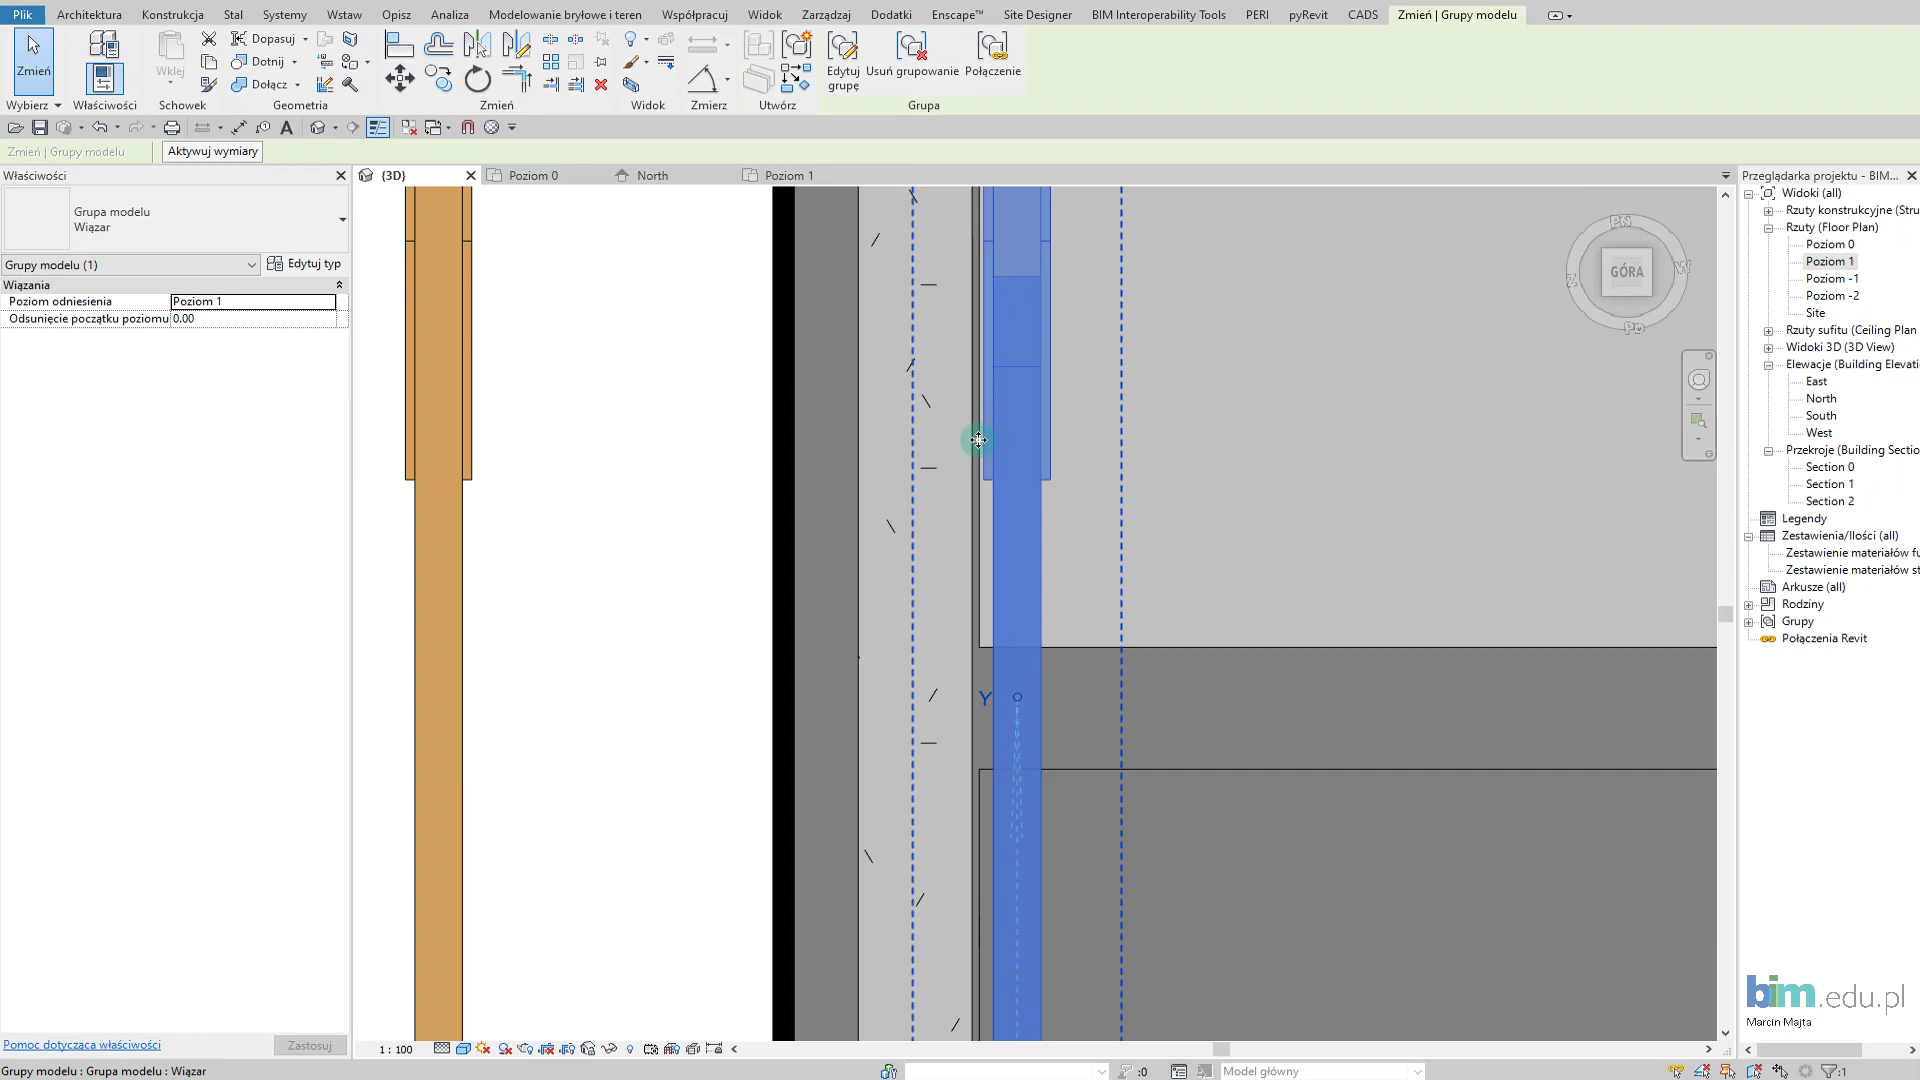 Plik Architektura Konstrukcja Stal Systemy Wstaw Opisz Analiza Modelowanie bryłowe i teren Współpracuj Widok Zarządzaj Dodatki Enscape™ Site Designer BIM Interoperability Tools PERI pyRevit CADS Zmień | Grupy modelu
Zmień
Wklej
Dopasuj
Dotnij
Dołącz
Edytuj grupę
Usuń grupowanie
Połączenie
Wybierz Właściwości Schowek Geometria Zmień Widok Zmierz Utwórz Grupa
A
Zmień | Grupy modelu Aktywuj wymiary
Właściwości
Grupa modelu
Wiązar
Grupy modelu (1) Edytuj typ
Wiązania
Poziom odniesienia Poziom 1
Odsunięcie początku poziomu 0.00
Pomoc dotycząca właściwości Zastosuj
{3D} Poziom 0 North Poziom 1
GÓRA
Y
1 : 100
Przeglądarka projektu - BIM...
Widoki (all)
Rzuty konstrukcyjne (Stru
Rzuty (Floor Plan)
Poziom 0
Poziom 1
Poziom -1
Poziom -2
Site
Rzuty sufitu (Ceiling Plan
Widoki 3D (3D View)
Elewacje (Building Elevati
East
North
South
West
Przekroje (Building Sectio
Section 0
Section 1
Section 2
Legendy
Zestawienia/Ilości (all)
Zestawienie materiałów fu
Zestawienie materiałów st
Arkusze (all)
Rodziny
Grupy
Połączenia Revit
bim.edu.pl
Marcin Majta
Grupy modelu : Grupa modelu : Wiązar
:0
Model główny
:1